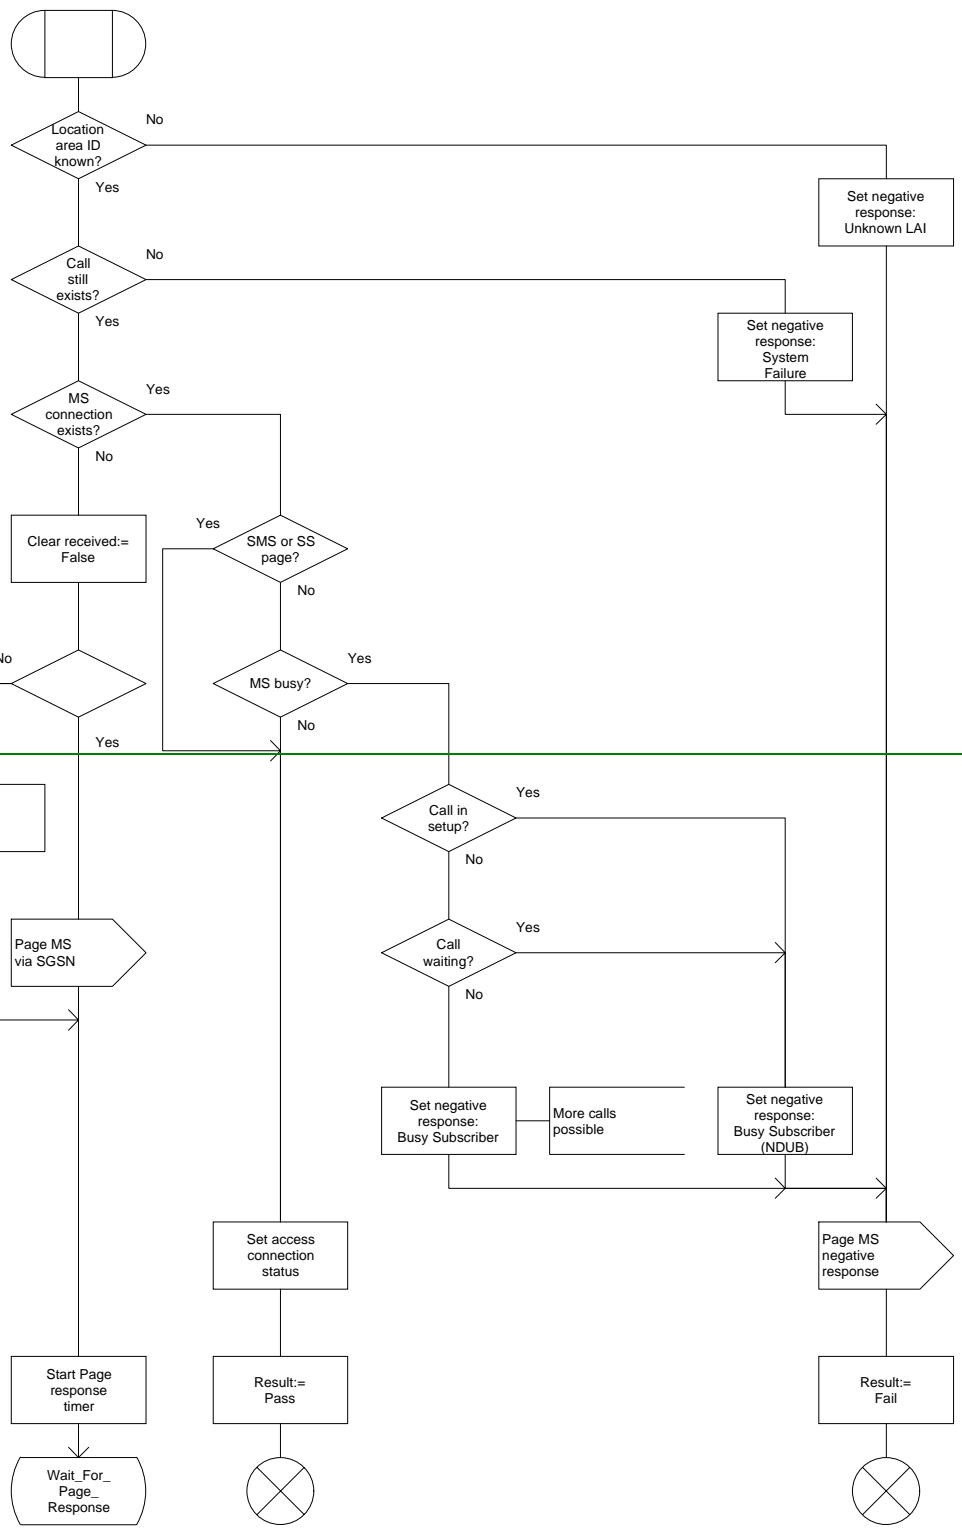 No
Location
area ID
known?
Yes
Set negative
response:
Unknown LAI
No
Call
still
exists?
Yes
Set negative
response:
System
Failure
Yes
MS
connection
exists?
No
Clear received:=
False
Yes
SMS or SS
page?
No
No
Yes
MS busy?
Yes
No
Yes
Call in
setup?
No
Page MS
via SGSN
Yes
Call
waiting?
No
Set negative
response:
Busy Subscriber
More calls
possible
Set negative
response:
Busy Subscriber
(NDUB)
Set access
connection
status
Page MS
negative
response
Start Page
response
timer
Result:=
Pass
Result:=
Fail
Wait_For_
Page_
Response